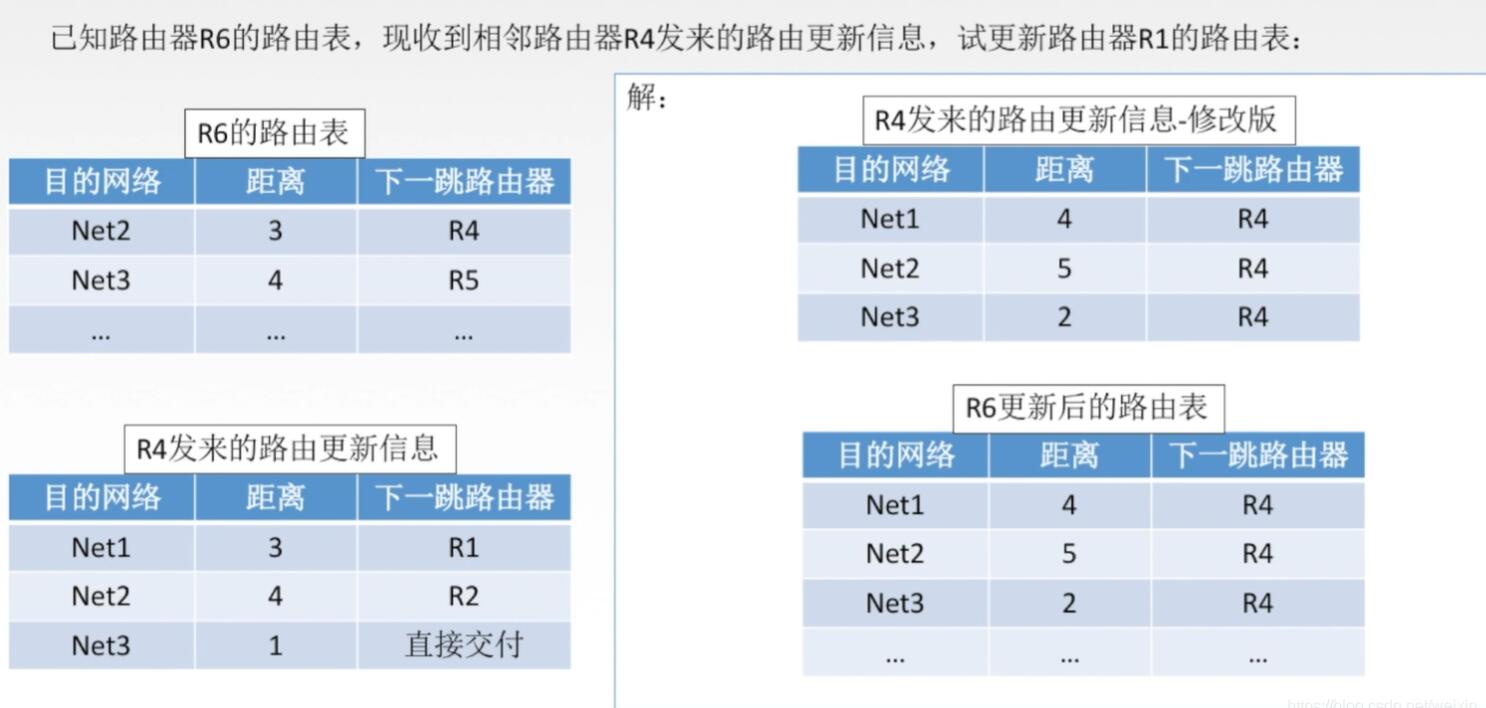 已知路由器R6的路由表，现收到相邻路由器R4发来的路由更新信息，试更新路由器R1的路由表：
R6的路由表
目的网络 距离 下一跳路由器
Net2 3 R4
Net3 4 R5
... ... ...
R4发来的路由更新信息
目的网络 距离 下一跳路由器
Net1 3 R1
Net2 4 R2
Net3 1 直接交付
解：
R4发来的路由更新信息-修改版
目的网络 距离 下一跳路由器
Net1 4 R4
Net2 5 R4
Net3 2 R4
R6更新后的路由表
目的网络 距离 下一跳路由器
Net1 4 R4
Net2 5 R4
Net3 2 R4
... ... ...